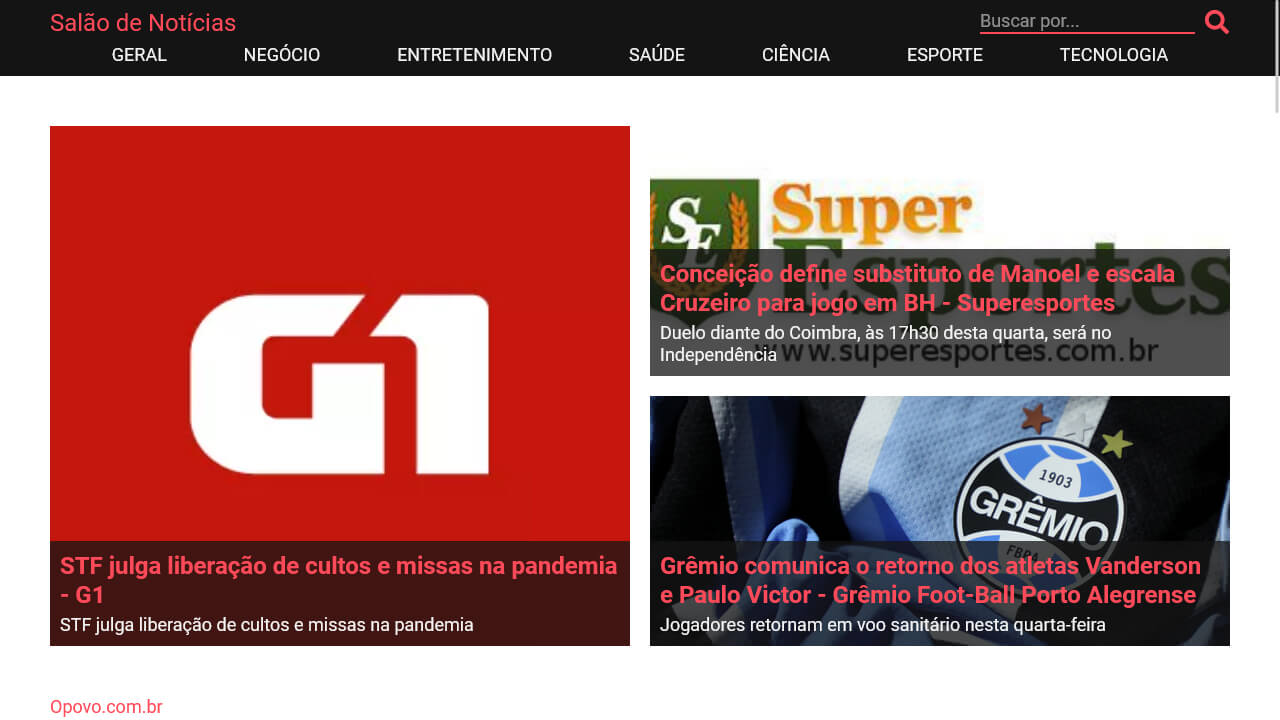 Salão de Notícias
Buscar por...
GERAL NEGÓCIO ENTRETENIMENTO SAÚDE CIÊNCIA ESPORTE TECNOLOGIA
G1
STF julga liberação de cultos e missas na pandemia
- G1
STF julga liberação de cultos e missas na pandemia
SE
Super
Esportes
Conceição define substituto de Manoel e escala
Cruzeiro para jogo em BH - Superesportes
Duelo diante do Coimbra, às 17h30 desta quarta, será no
Independência
www.superesportes.com.br
1903
GRÊMIO
FBPA
Grêmio comunica o retorno dos atletas Vanderson
e Paulo Victor - Grêmio Foot-Ball Porto Alegrense
Jogadores retornam em voo sanitário nesta quarta-feira
Opovo.com.br